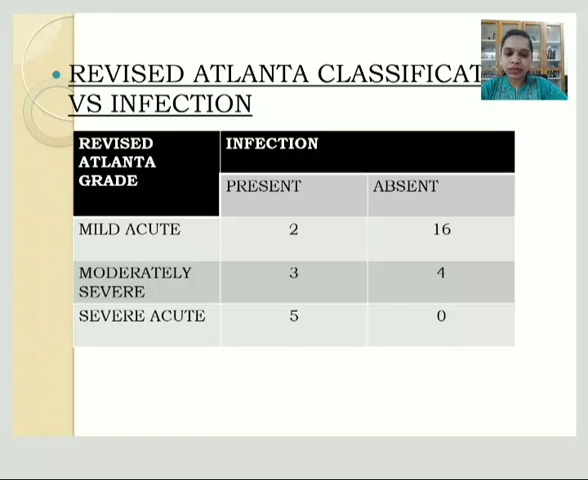 REVISED ATLANTA CLASSIFICAT
VS INFECTION
REVISED ATLANTA GRADE
INFECTION
PRESENT
ABSENT
MILD ACUTE
2
16
MODERATELY SEVERE
3
4
SEVERE ACUTE
5
0